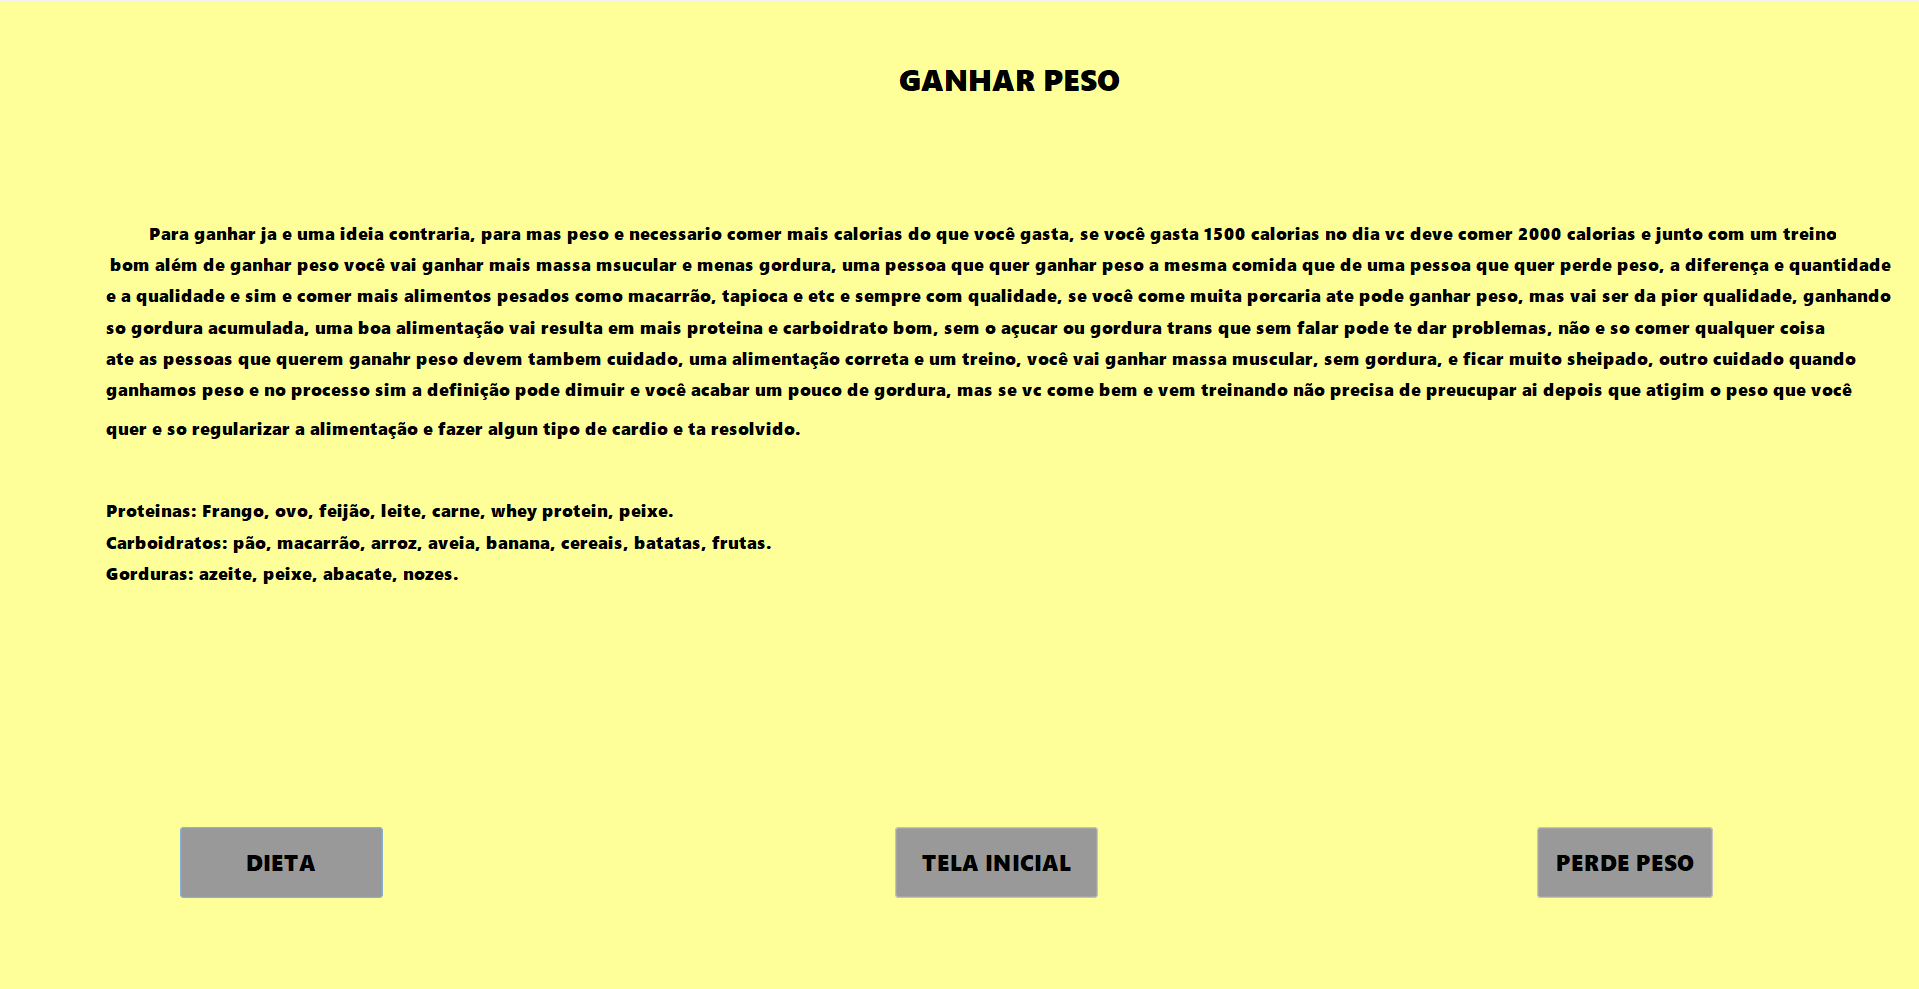 GANHAR PESO
Para ganhar ja e uma ideia contraria, para mas peso e necessario comer mais calorias do que você gasta, se você gasta 1500 calorias no dia vc deve comer 2000 calorias e junto com um treino
bom além de ganhar peso você vai ganhar mais massa msucular e menas gordura, uma pessoa que quer ganhar peso a mesma comida que de uma pessoa que quer perde peso, a diferença e quantidade
e a qualidade e sim e comer mais alimentos pesados como macarrão, tapioca e etc e sempre com qualidade, se você come muita porcaria ate pode ganhar peso, mas vai ser da pior qualidade, ganhando
so gordura acumulada, uma boa alimentação vai resulta em mais proteina e carboidrato bom, sem o açucar ou gordura trans que sem falar pode te dar problemas, não e so comer qualquer coisa
ate as pessoas que querem ganahr peso devem tambem cuidado, uma alimentação correta e um treino, você vai ganhar massa muscular, sem gordura, e ficar muito sheipado, outro cuidado quando
ganhamos peso e no processo sim a definição pode dimuir e você acabar um pouco de gordura, mas se vc come bem e vem treinando não precisa de preucupar ai depois que atigim o peso que você
quer e so regularizar a alimentação e fazer algun tipo de cardio e ta resolvido.
Proteinas: Frango, ovo, feijão, leite, carne, whey protein, peixe.
Carboidratos: pão, macarrão, arroz, aveia, banana, cereais, batatas, frutas.
Gorduras: azeite, peixe, abacate, nozes.
DIETA
TELA INICIAL
PERDE PESO